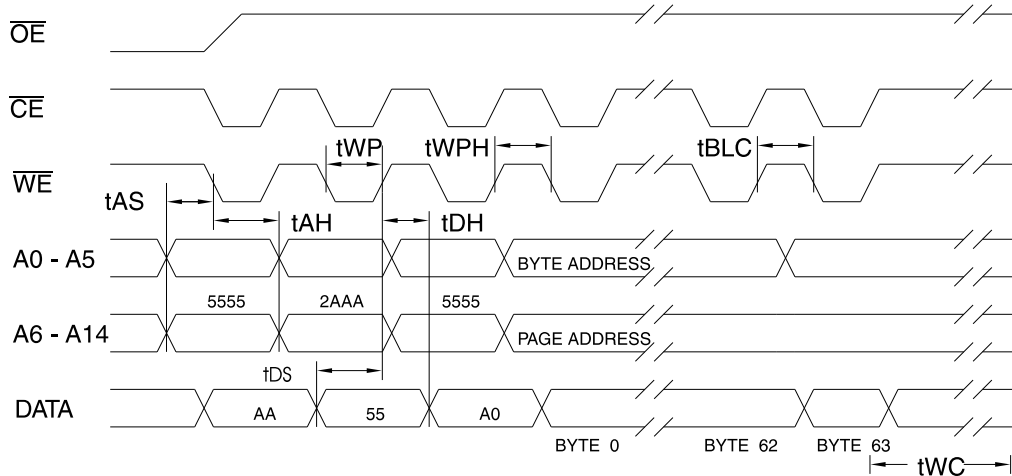 OE
CE
tWP tWPH tBLC
WE
tAS
tAH tDH
A0 - A5 BYTE ADDRESS
5555 2AAA 5555
A6 - A14 PAGE ADDRESS
tDS
DATA AA 55 A0
BYTE 0 BYTE 62 BYTE 63
tWC